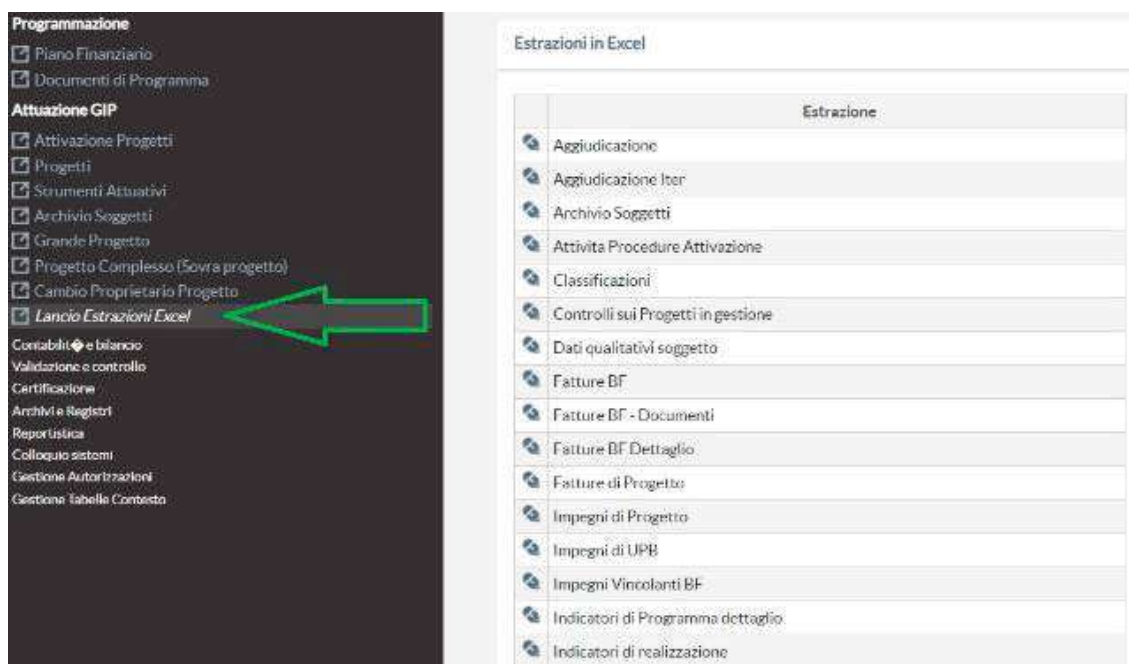 Programmazione
Piano Finanziario
Documenti di Programma
Attuazione GIP
Attivazione Progetti
Progetti
Strumenti Attuativi
Archivio Soggetti
Grande Progetto
Progetto Complesso (Sovra progetto)
Cambio Proprietario Progetto
Lancio Estrazioni Excel
Contabilit� e bilancio
Validazione e controllo
Certificazione
Archivi e Registri
Reportistica
Colloquio sistemi
Gestione Autorizzazioni
Gestione Tabelle Contesto
Estrazioni in Excel
Estrazione
Aggiudicazione
Aggiudicazione Iter
Archivio Soggetti
Attivita Procedure Attivazione
Classificazioni
Controlli sui Progetti in gestione
Dati qualitativi soggetto
Fatture BF
Fatture BF - Documenti
Fatture BF Dettaglio
Fatture di Progetto
Impegni di Progetto
Impegni di UPB
Impegni Vincolanti BF
Indicatori di Programma dettaglio
Indicatori di realizzazione